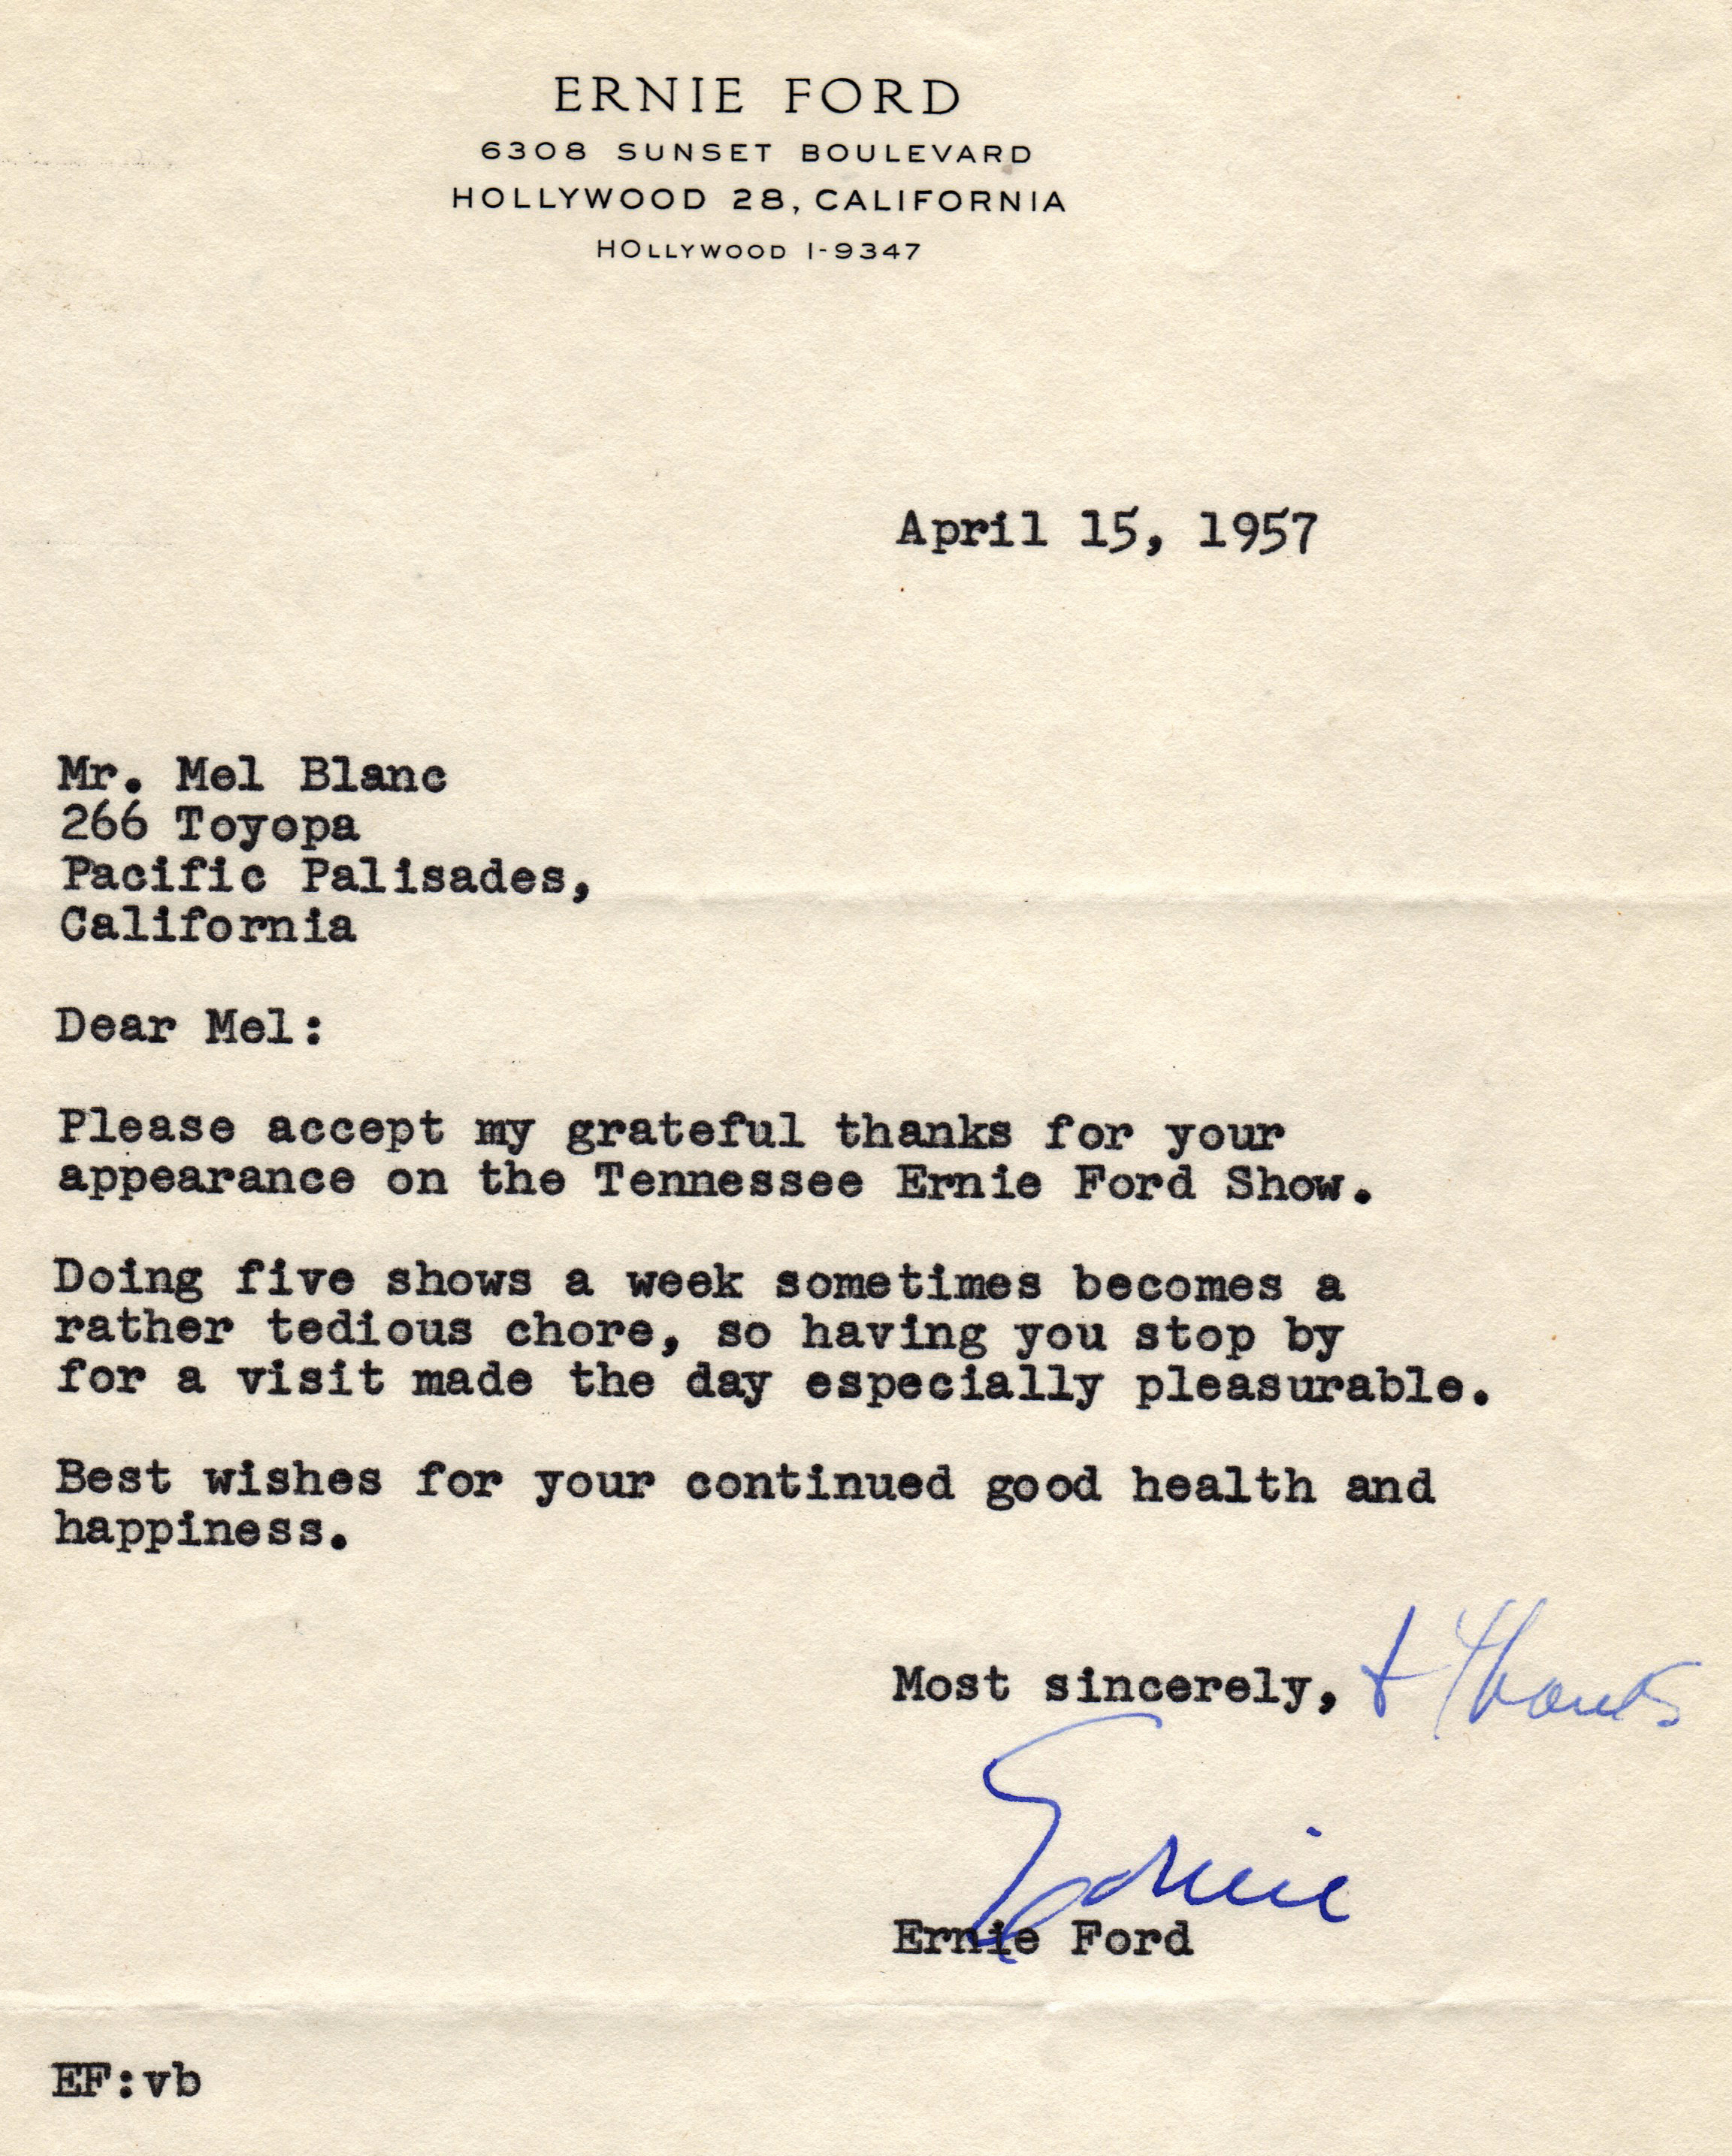 ERNIE FORD
6308 SUNSET BOULEVARD
HOLLYWOOD 28, CALIFORNIA
HOLLYWOOD 1-9347
April 15, 1957
Mr. Mel Blanc
266 Toyopa
Pacific Palisades,
California
Dear Mel:
Please accept my grateful thanks for your
appearance on the Tennessee Ernie Ford Show.
Doing five shows a week sometimes becomes a
rather tedious chore, so having you stop by
for a visit made the day especially pleasurable.
Best wishes for your continued good health and
happiness.
Most sincerely, + Thanks
Ernie
Ernie Ford
EF:vb